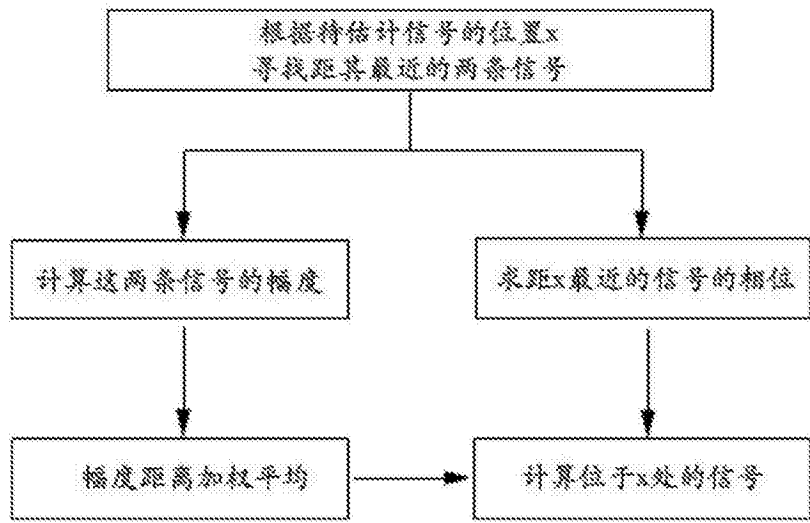 根据待估计信号的位置x
寻找距其最近的两条信号
计算这两条信号的幅度
求距x最近的信号的相位
幅度距离加权平均
计算位于x处的信号